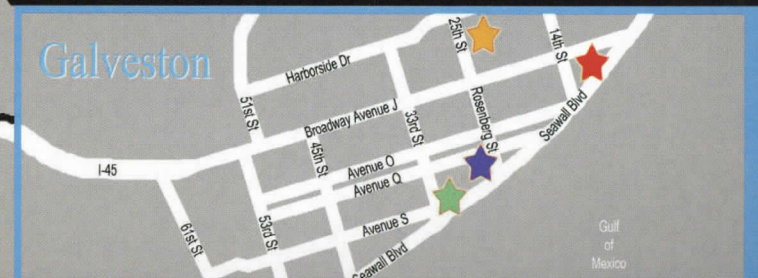 Galveston
Harborside Dr
25th St
14th St
51st St
Broadway Avenue J
33rd St
Rosenberg St
Seawall Blvd
45th St
I-45
Avenue O
Avenue Q
61st St
53rd St
Avenue S
Seawall Blvd
Gulf
of
Mexico